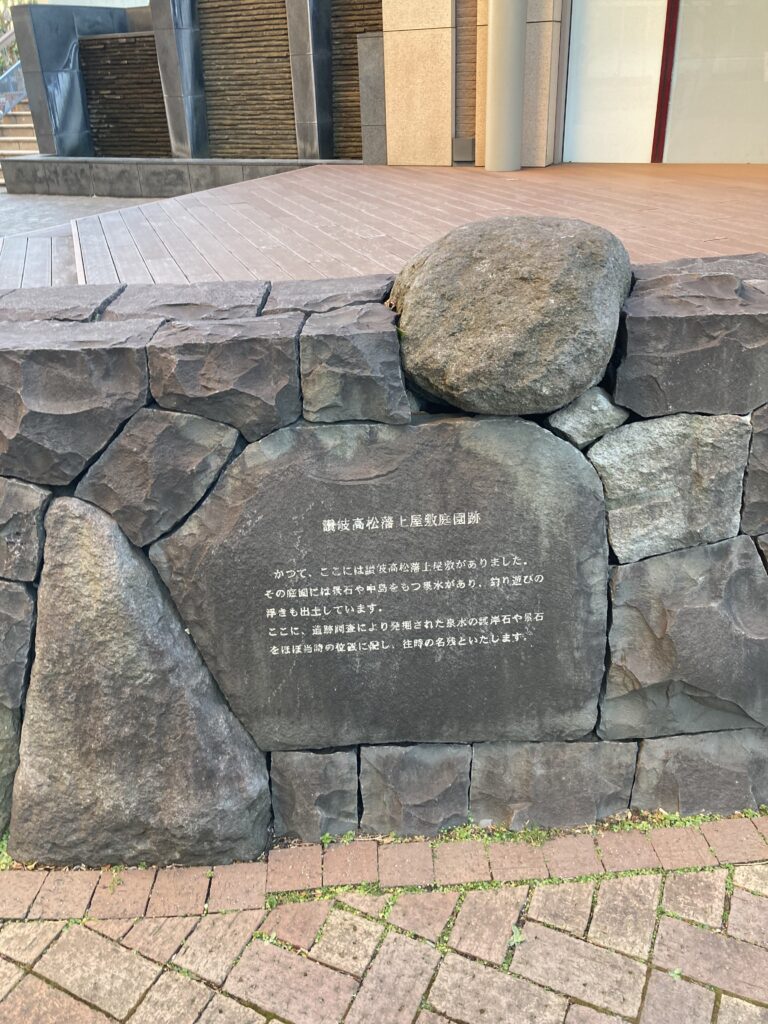 讃岐高松藩上屋敷庭園跡
かつて、ここには讃岐高松藩上屋敷がありました。
その庭園には景石や中島をもつ泉水があり、釣り遊びの
浮きも出土しています。
ここに、遺跡調査により発掘された泉水の護岸石や景石
をほぼ当時の位置に配し、往時の名残といたします。